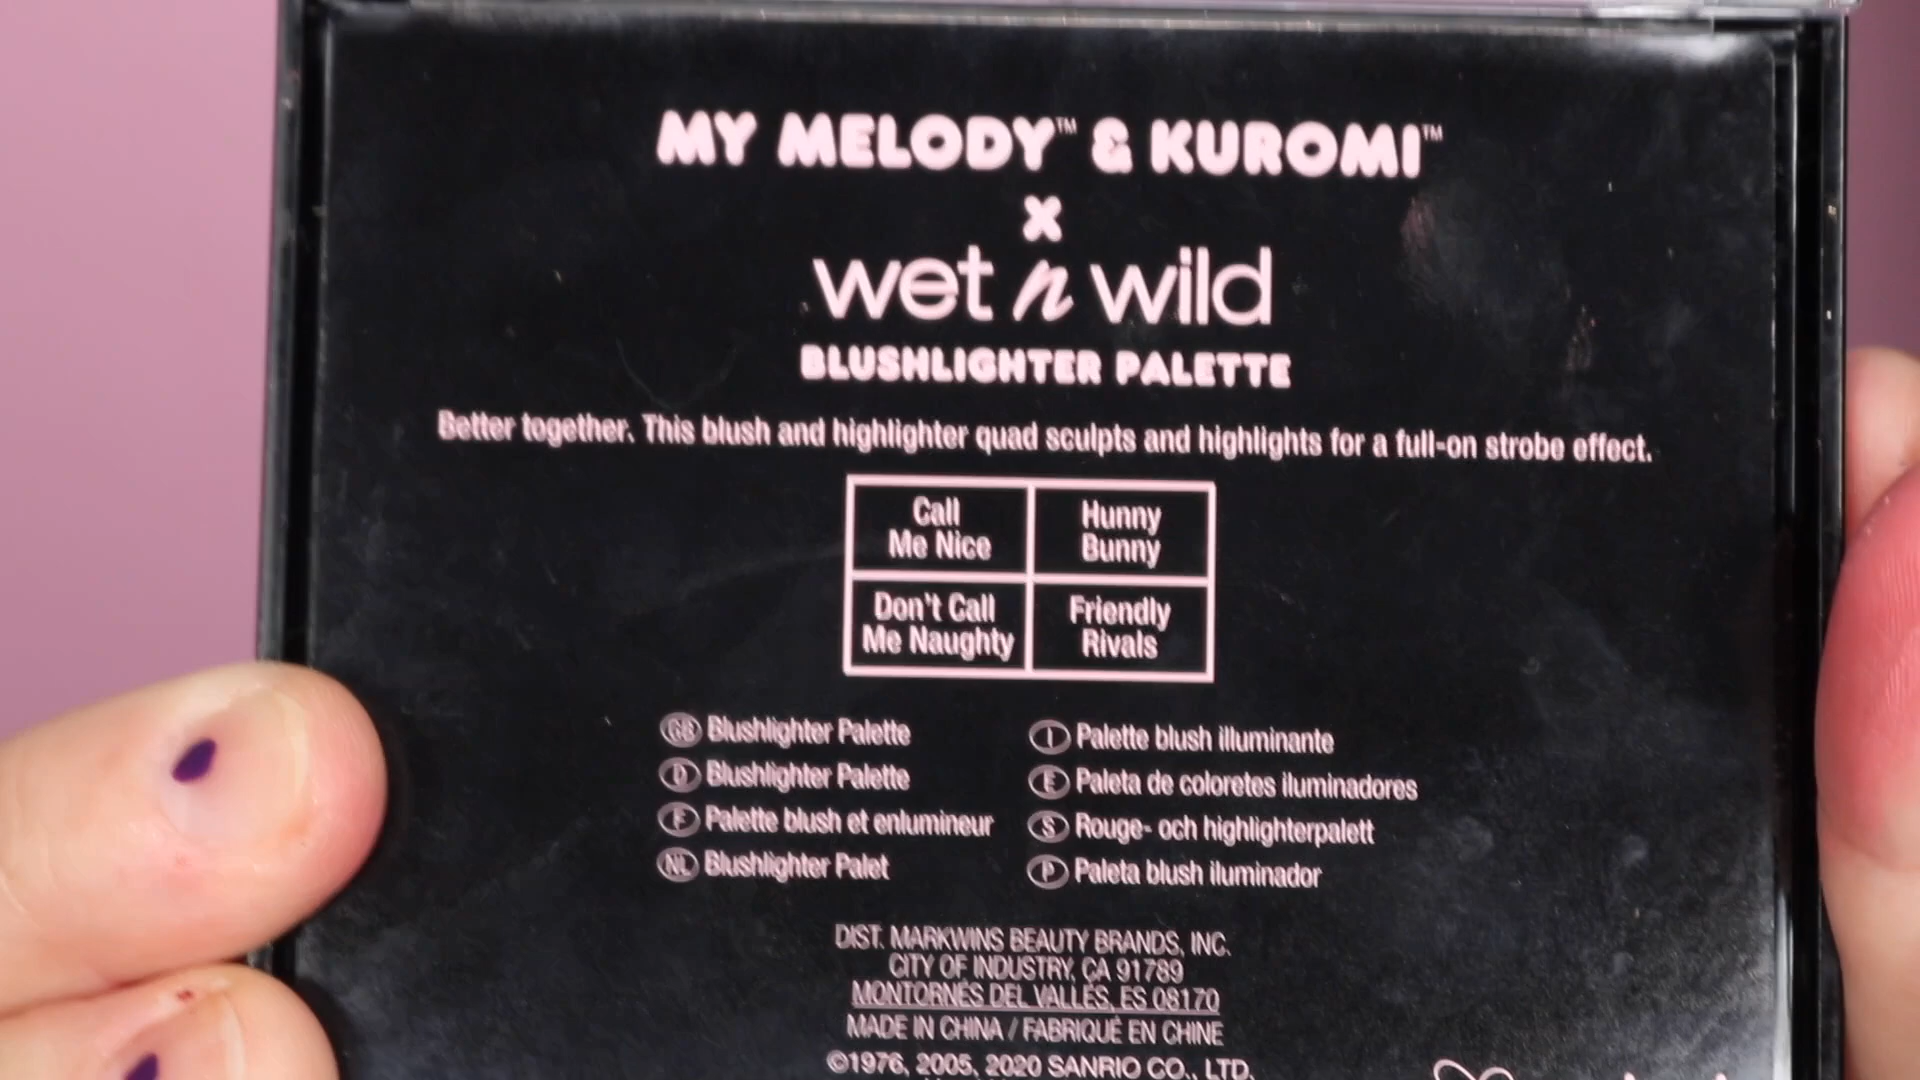 MY MELODY™ & KUROMI™
X
wet n wild
BLUSHLIGHTER PALETTE
Better together. This blush and highlighter quad sculpts and highlights for a full-on strobe effect.
Call
Me Nice
Hunny
Bunny
Don't Call
Me Naughty
Friendly
Rivals
GB Blushlighter Palette
D Blushlighter Palette
F Palette blush et enlumineur
NL Blushlighter Palet
I Palette blush illuminante
E Paleta de coloretes iluminadores
S Rouge- och highlighterpalett
P Paleta blush iluminador
DIST. MARKWINS BEAUTY BRANDS, INC.
CITY OF INDUSTRY, CA 91789
MONTORNÉS DEL VALLÉS, ES 08170
MADE IN CHINA / FABRIQUÉ EN CHINE
©1976, 2005, 2020 SANRIO CO., LTD.